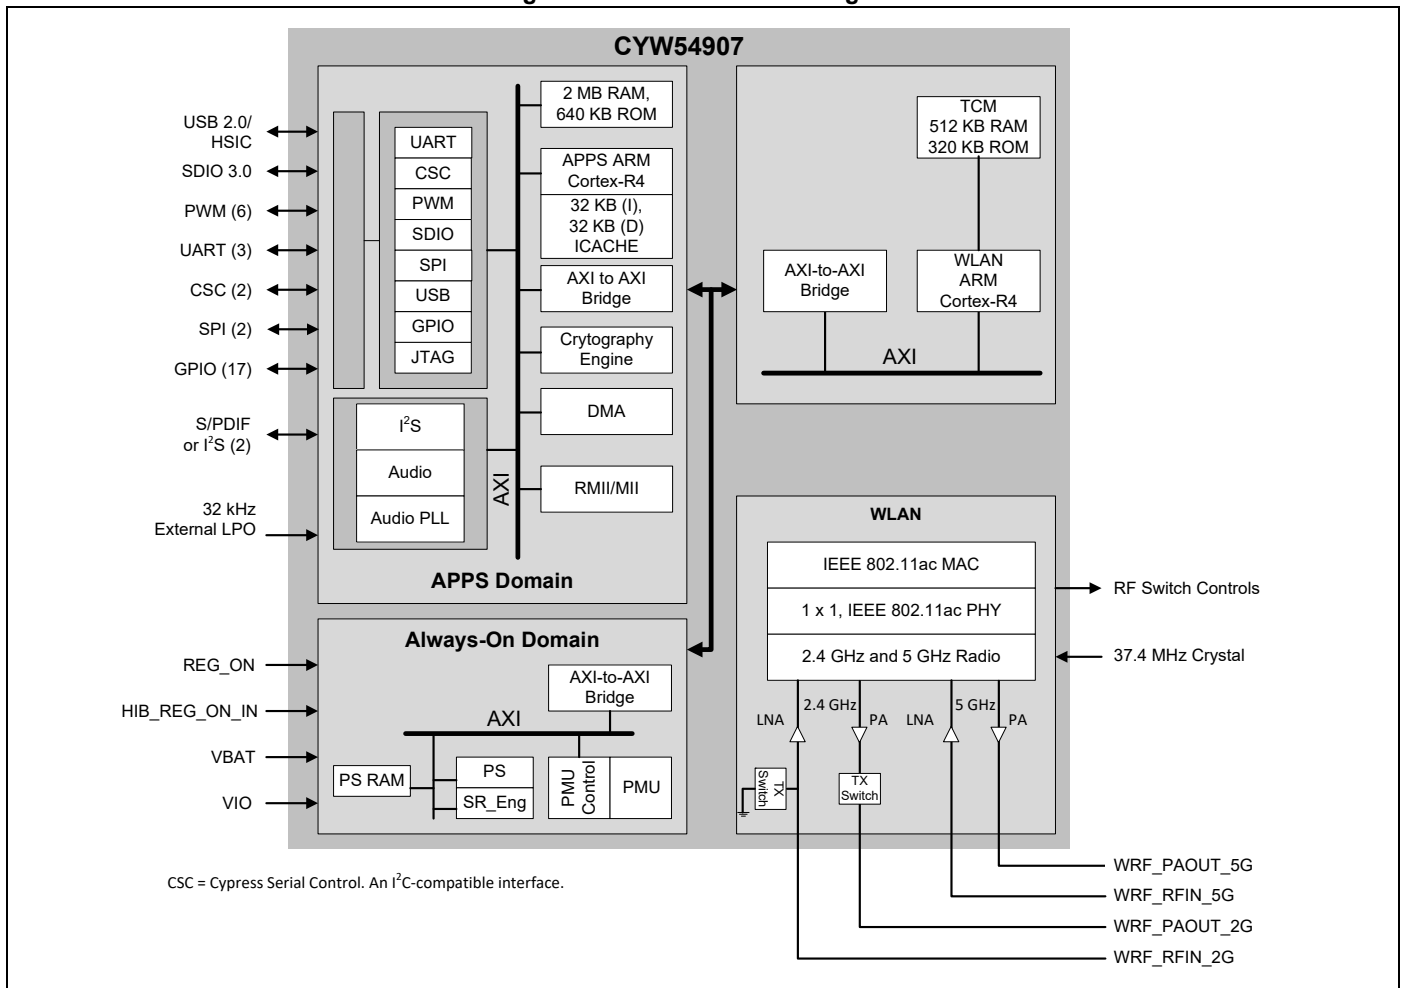 CYW54907
USB 2.0/
HSIC
SDIO 3.0
PWM (6)
UART (3)
CSC (2)
SPI (2)
GPIO (17)
S/PDIF
or I²S (2)
32 kHz
External LPO
UART
CSC
PWM
SDIO
SPI
USB
GPIO
JTAG
I²S
Audio
Audio PLL
AXI
2 MB RAM,
640 KB ROM
APPS ARM
Cortex-R4
32 KB (I),
32 KB (D)
ICACHE
AXI to AXI
Bridge
Crytography
Engine
DMA
RMII/MII
APPS Domain
TCM
512 KB RAM
320 KB ROM
AXI-to-AXI
Bridge
WLAN
ARM
Cortex-R4
AXI
Always-On Domain
REG_ON
HIB_REG_ON_IN
VBAT
VIO
AXI-to-AXI
Bridge
AXI
PS RAM
PS
SR_Eng
PMU
Control
PMU
WLAN
IEEE 802.11ac MAC
1 x 1, IEEE 802.11ac PHY
2.4 GHz and 5 GHz Radio
RF Switch Controls
37.4 MHz Crystal
LNA
2.4 GHz
PA
LNA
5 GHz
PA
TX
Switch
TX
Switch
WRF_PAOUT_5G
WRF_RFIN_5G
WRF_PAOUT_2G
WRF_RFIN_2G
CSC = Cypress Serial Control. An I²C-compatible interface.